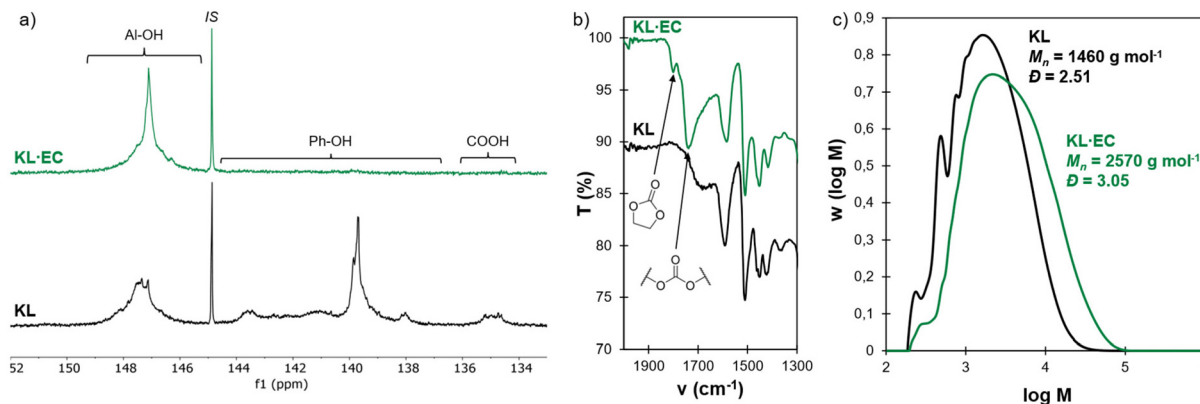 a)
Al-OH
IS
Ph-OH
COOH
KL·EC
KL
52 150 148 146 144 142 140 138 136 134
f1 (ppm)
b)
KL·EC
KL
O
O O
O
O O
100
95
90
85
80
75
70
T (%)
1900 1700 1500 1300
ν (cm-1)
c)
KL
Mn = 1460 g mol-1
Đ = 2.51
KL·EC
Mn = 2570 g mol-1
Đ = 3.05
0,9
0,8
0,7
0,6
0,5
0,4
0,3
0,2
0,1
0
w (log M)
2 3 4 5 6
log M